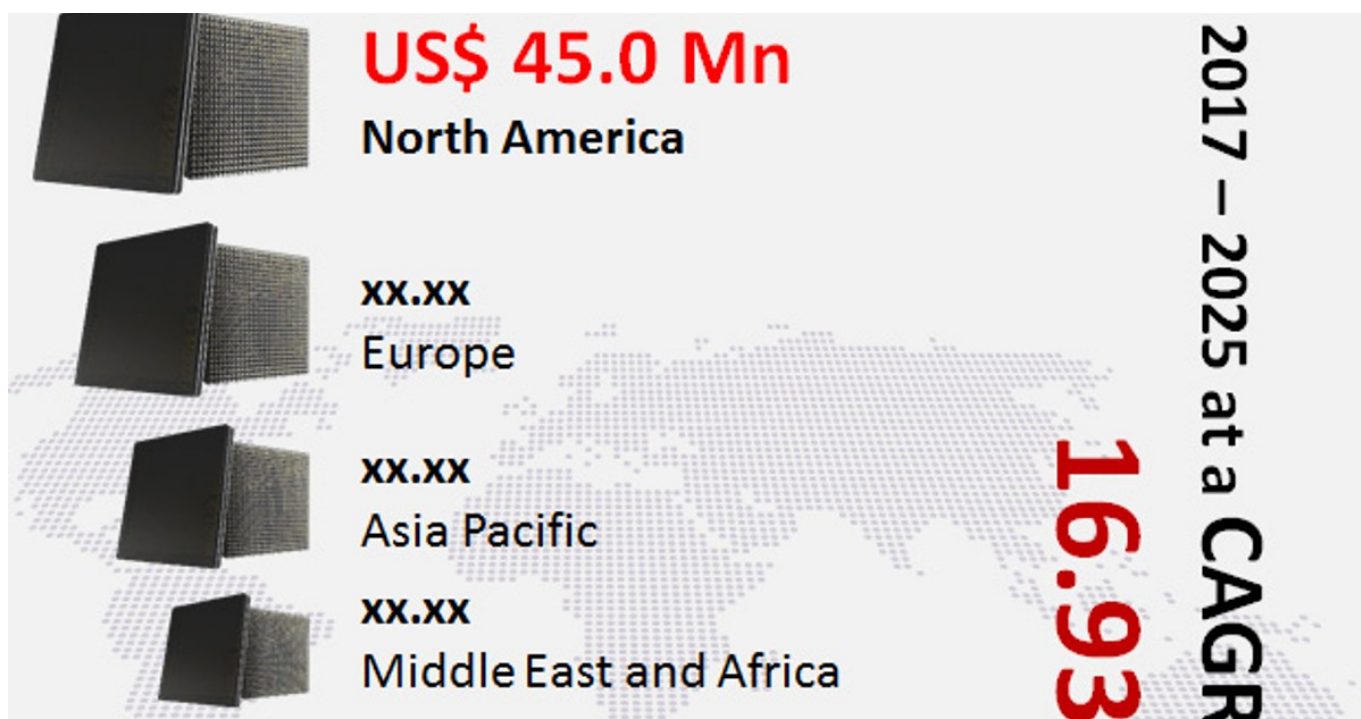 US$ 45.0 Mn
North America
xx.xx
Europe
xx.xx
Asia Pacific
xx.xx
Middle East and Africa
2017 – 2025 at a CAGR
16.93